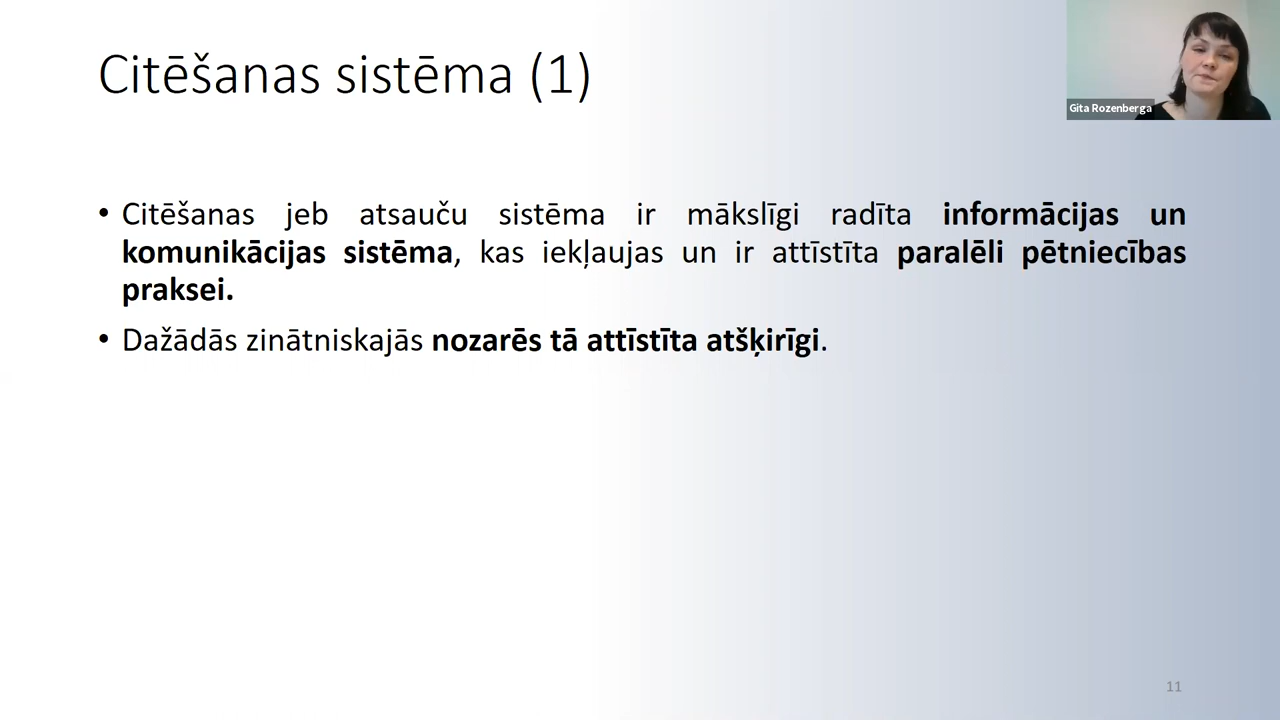 Citēšanas sistēma (1)
Gita Rozenberga
• Citēšanas jeb atsauču sistēma ir mākslīgi radīta informācijas un
komunikācijas sistēma, kas iekļaujas un ir attīstīta paralēli pētniecības
praksei.
• Dažādās zinātniskajās nozarēs tā attīstīta atšķirīgi.
11